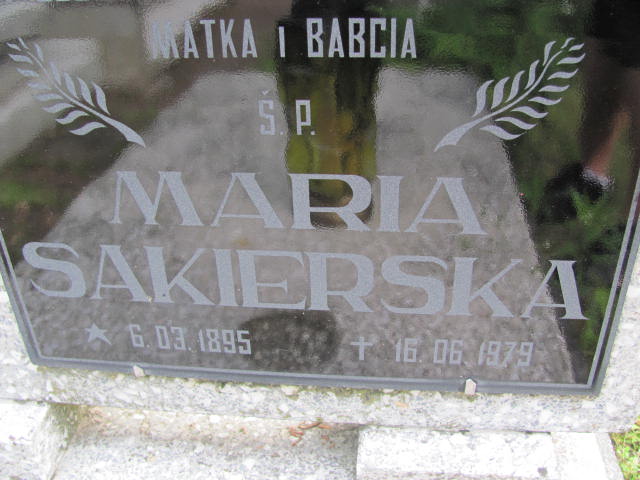 MATKA I BABCIA
Ś. P.
MARIA
SAKIERSKA
★ 6.03.1895 ✝ 16.06.1979